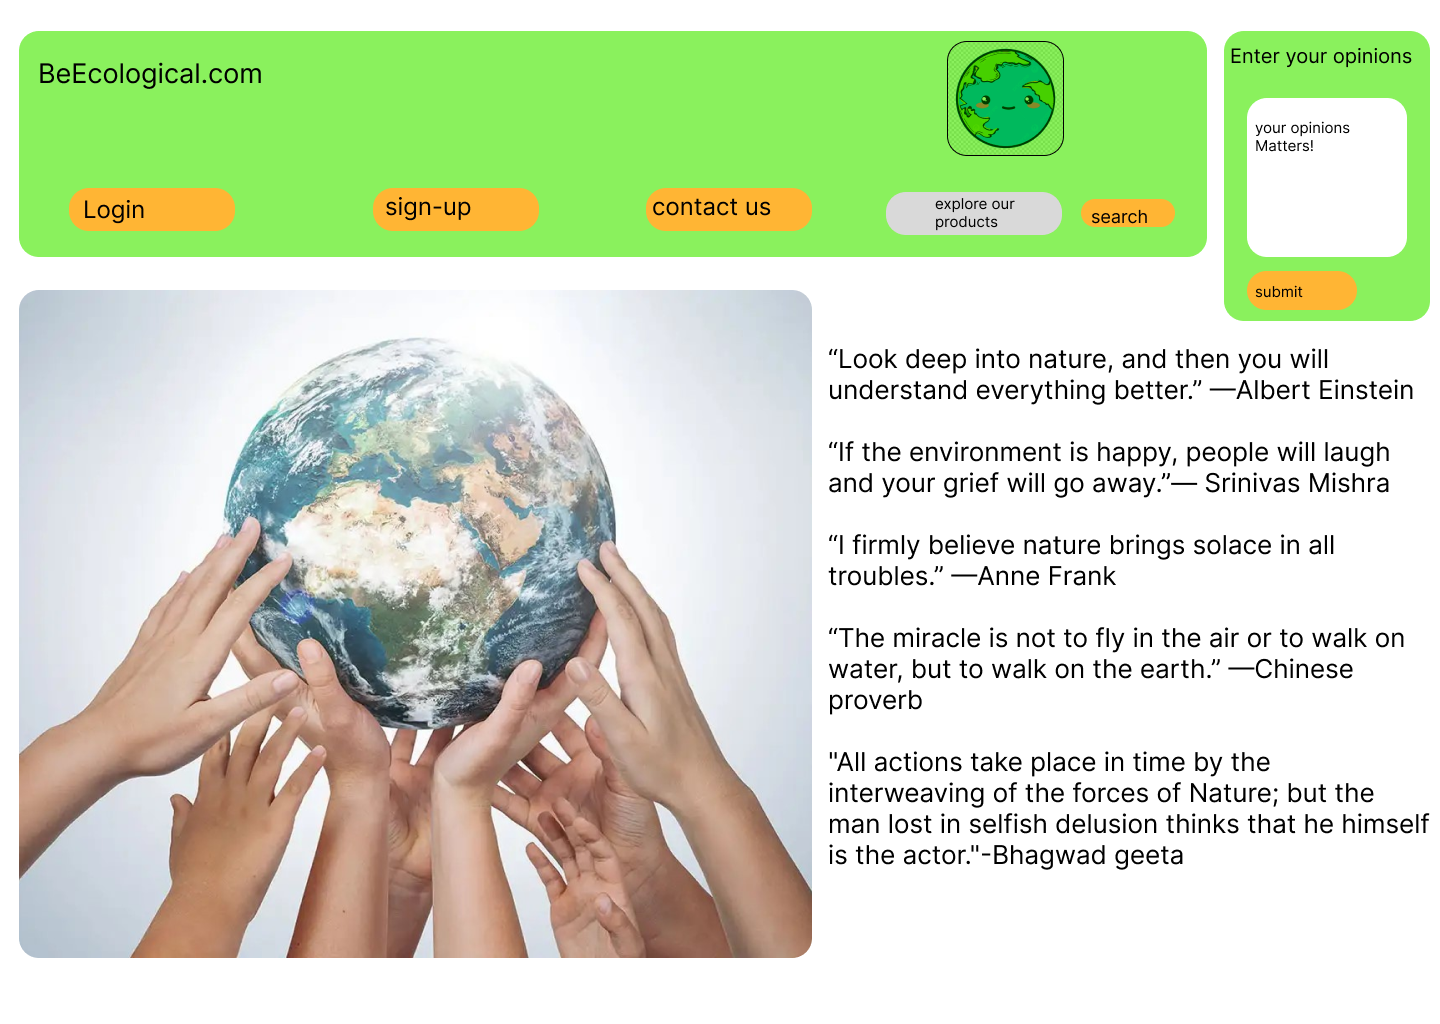 BeEcological.com
Login
sign-up
contact us
explore our
products
search
Enter your opinions
your opinions
Matters!
submit
“Look deep into nature, and then you will
understand everything better.” —Albert Einstein
“If the environment is happy, people will laugh
and your grief will go away.”— Srinivas Mishra
“I firmly believe nature brings solace in all
troubles.” —Anne Frank
“The miracle is not to fly in the air or to walk on
water, but to walk on the earth.” —Chinese
proverb
"All actions take place in time by the
interweaving of the forces of Nature; but the
man lost in selfish delusion thinks that he himself
is the actor."-Bhagwad geeta